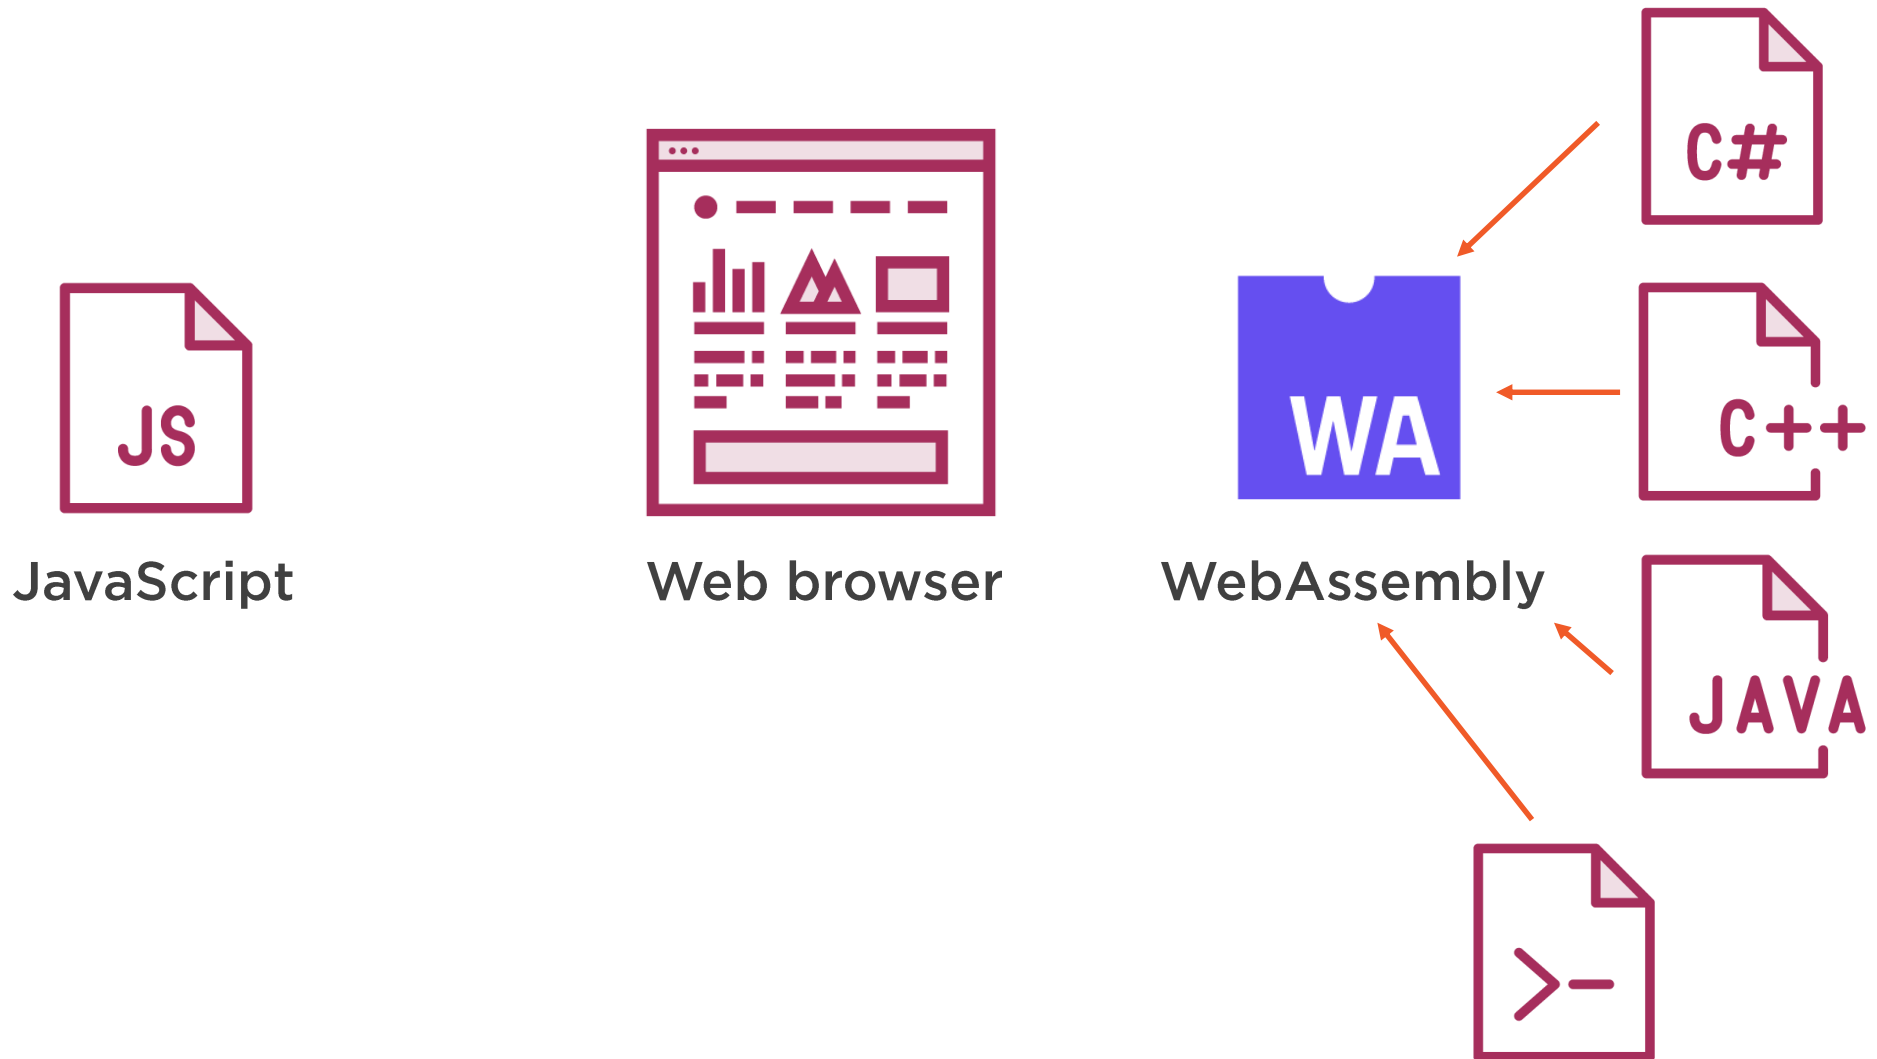 C#
JS
WA
C++
JavaScript
Web browser
WebAssembly
JAVA
>-